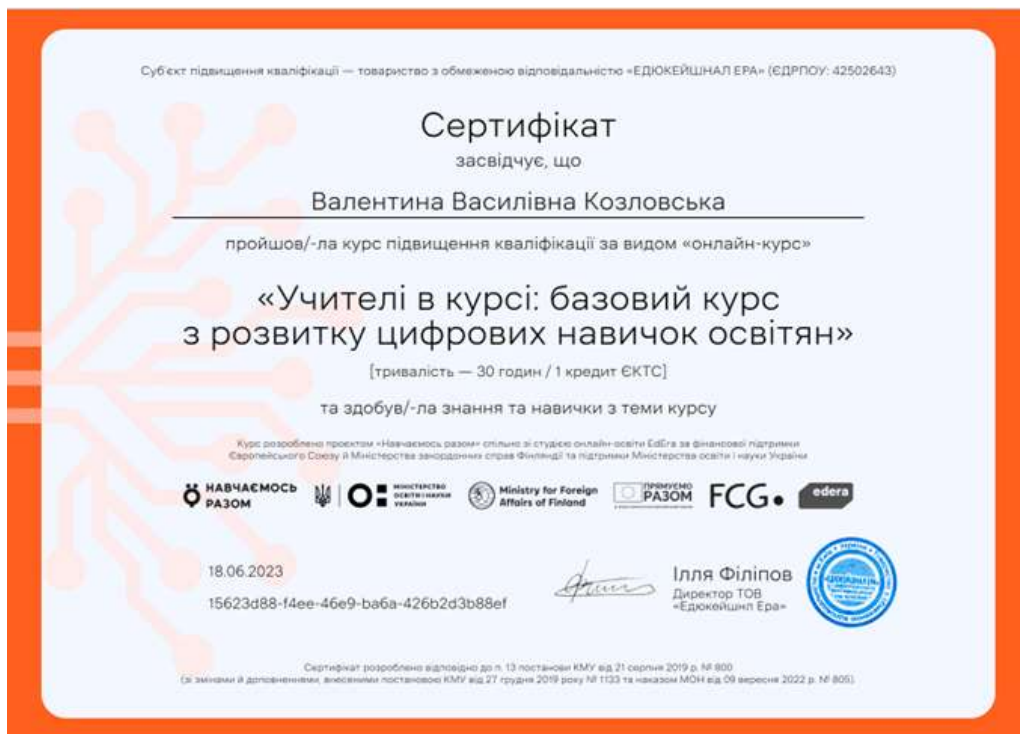 Суб'єкт підвищення кваліфікації — товариство з обмеженою відповідальністю «ЕДЮКЕЙШНАЛ ЕРА» (ЄДРПОУ: 42502643)
Сертифікат
засвідчує, що
Валентина Василівна Козловська
пройшов/-ла курс підвищення кваліфікації за видом «онлайн-курс»
«Учителі в курсі: базовий курс
з розвитку цифрових навичок освітян»
[тривалість — 30 годин / 1 кредит ЄКТС]
та здобув/-ла знання та навички з теми курсу
Курс розроблено проєктом «Навчаємось разом» спільно зі студією онлайн-освіти EdEra за фінансової підтримки
Європейського Союзу й Міністерства закордонних справ Фінляндії та підтримки Міністерства освіти і науки України
НАВЧАЄМОСЬ
РАЗОМ
МІНІСТЕРСТВО
ОСВІТИ І НАУКИ
УКРАЇНИ
Ministry for Foreign
Affairs of Finland
ПРЯМУЄМО
РАЗОМ
FCG
edera
18.06.2023
15623d88-f4ee-46e9-ba6a-426b2d3b88ef
Ілля Філіпов
Директор ТОВ
«Едюкейшнл Ера»
Сертифікат розроблено відповідно до п. 13 постанови КМУ від 21 серпня 2019 р. № 800
(зі змінами й доповненнями, внесеними постановою КМУ від 27 грудня 2019 року № 1133 та наказом МОН від 09 вересня 2022 р. № 805).